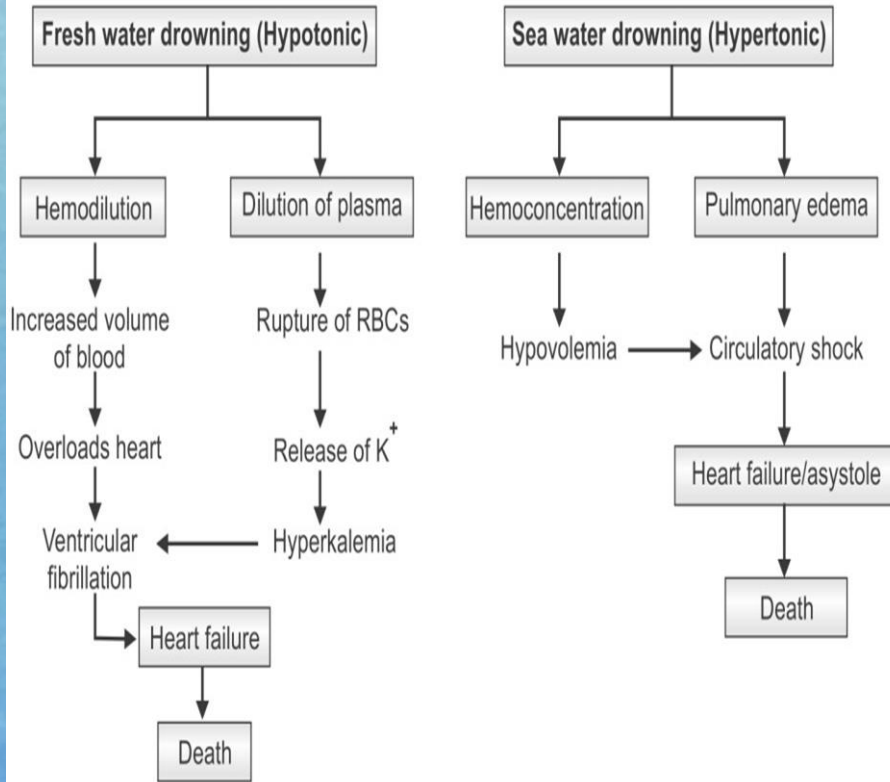 Fresh water drowning (Hypotonic)
Hemodilution
Dilution of plasma
Increased volume
of blood
Rupture of RBCs
Overloads heart
Release of K+
Ventricular
fibrillation
Hyperkalemia
Heart failure
Death
Sea water drowning (Hypertonic)
Hemoconcentration
Pulmonary edema
Hypovolemia
Circulatory shock
Heart failure/asystole
Death